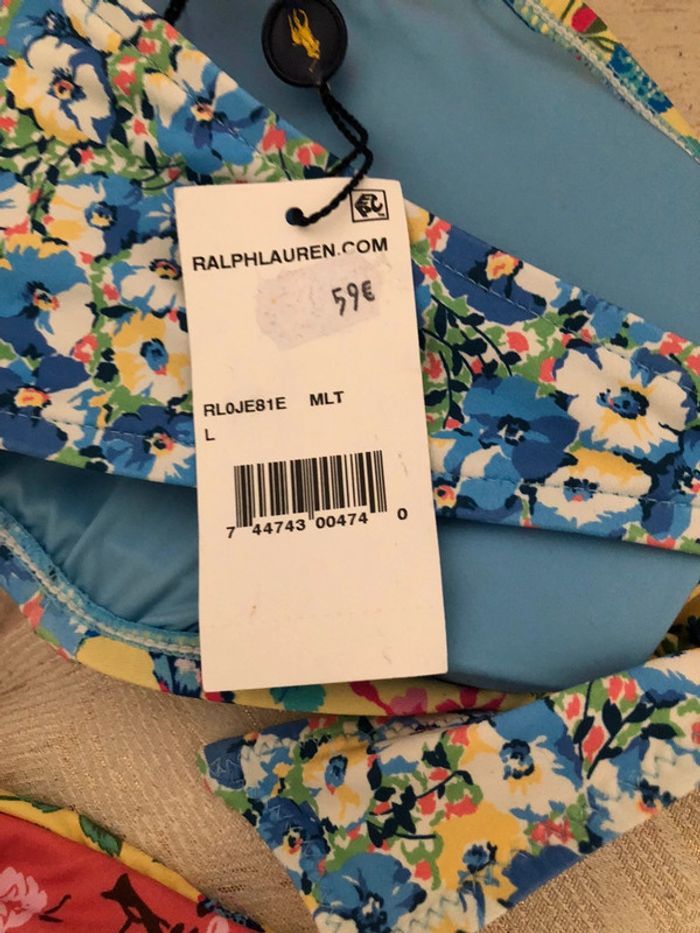 RALPHLAUREN.COM
59€
RL0JE81E MLT
L
7 44743 00474 0